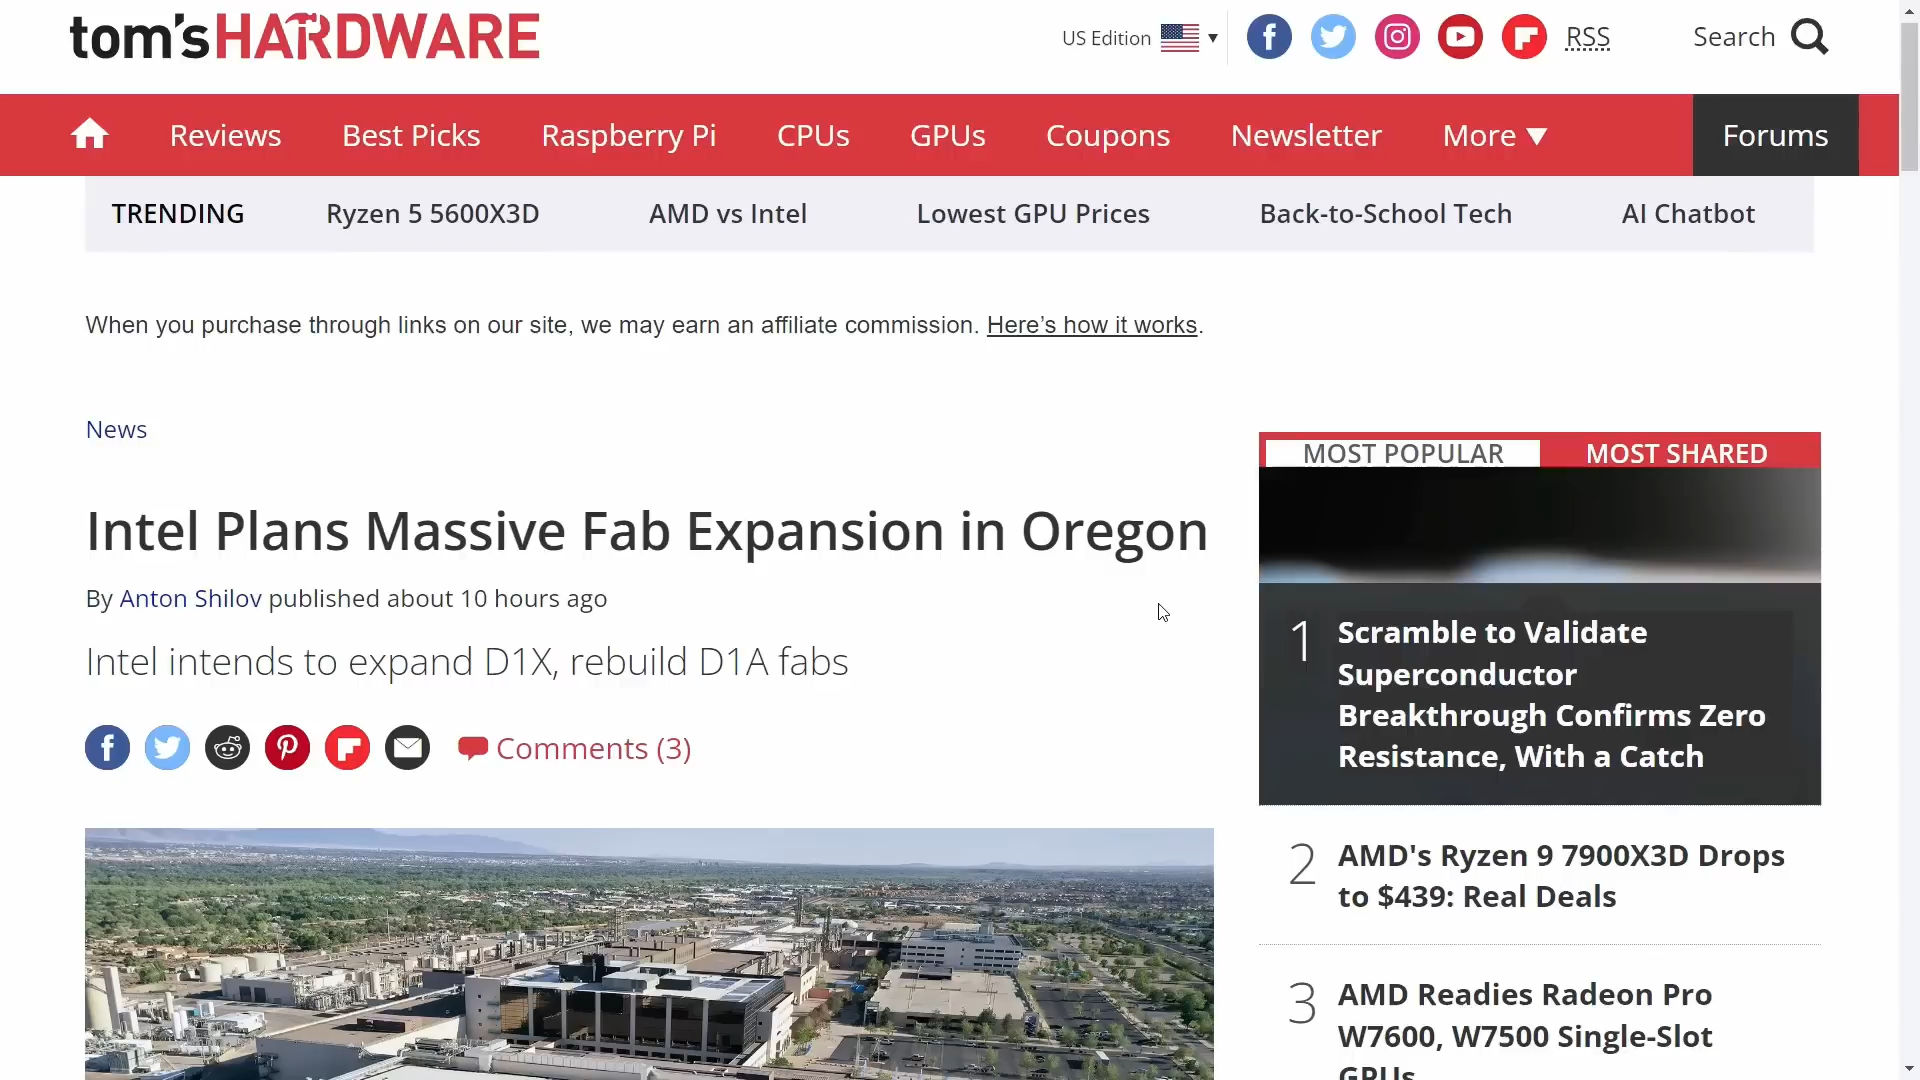 tom'sHARDWARE
US Edition
RSS
Search
Reviews
Best Picks
Raspberry Pi
CPUs
GPUs
Coupons
Newsletter
More
Forums
TRENDING
Ryzen 5 5600X3D
AMD vs Intel
Lowest GPU Prices
Back-to-School Tech
AI Chatbot
When you purchase through links on our site, we may earn an affiliate commission. Here’s how it works.
News
Intel Plans Massive Fab Expansion in Oregon
By Anton Shilov published about 10 hours ago
Intel intends to expand D1X, rebuild D1A fabs
Comments (3)
MOST POPULAR
MOST SHARED
1
Scramble to Validate
Superconductor
Breakthrough Confirms Zero
Resistance, With a Catch
2
AMD's Ryzen 9 7900X3D Drops
to $439: Real Deals
3
AMD Readies Radeon Pro
W7600, W7500 Single-Slot
GPUs